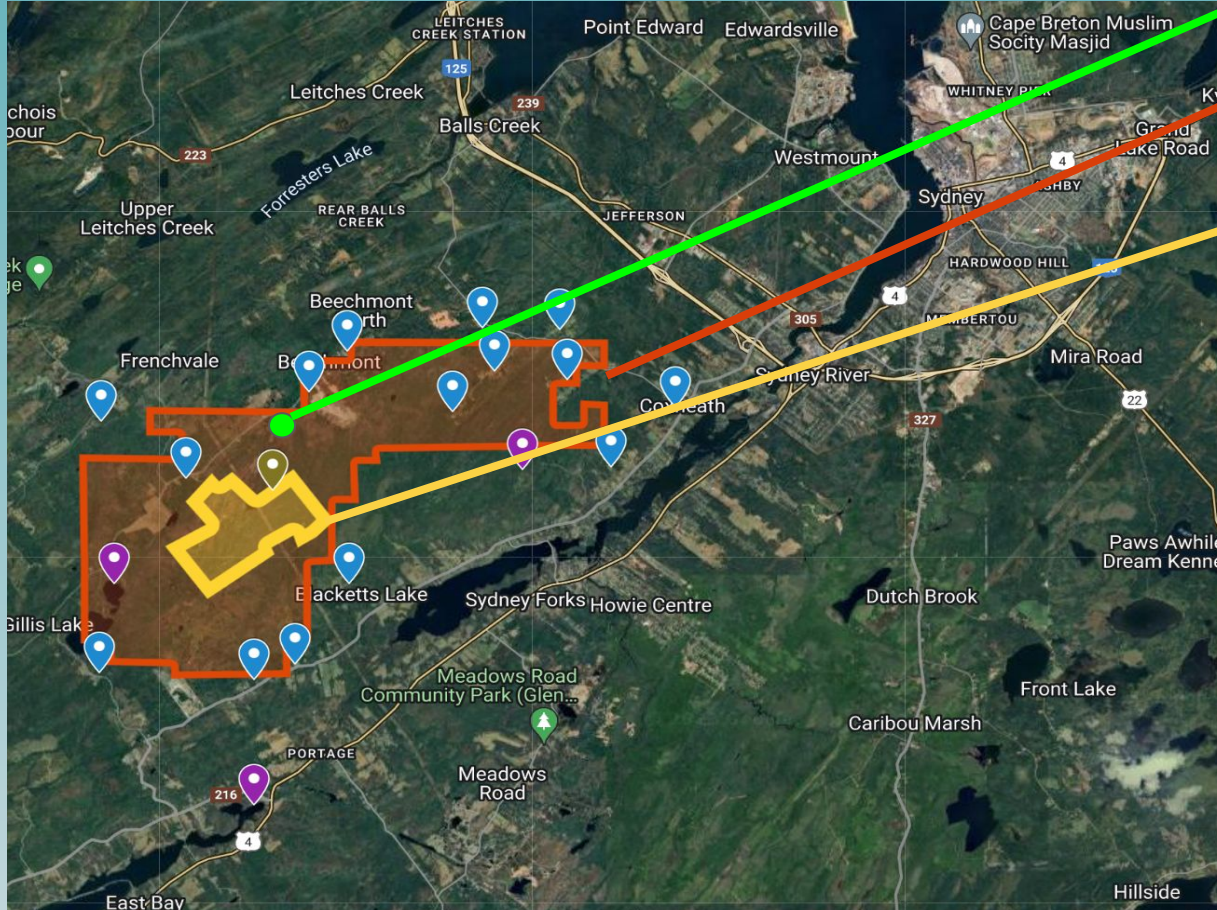 LEITCHES
CREEK STATION
Point Edward
Edwardsville
Cape Breton Muslim
Socity Masjid
125
Leitches Creek
239
WHITNEY PIER
chois
Balls Creek
Grand
Lake Road
223
Forresters Lake
Westmount
4
ASHBY
Upper
Leitches Creek
REAR BALLS
CREEK
JEFFERSON
Sydney
HARDWOOD HILL
Beechmont
4
305
MEMBERTOU
Frenchvale
Mira Road
Sydney River
Coxheath
22
327
Paws Awhile
Blacketts Lake
Sydney Forks
Howie Centre
Dutch Brook
Gillis Lake
Meadows Road
Community Park (Glen...
Front Lake
Caribou Marsh
PORTAGE
Meadows
Road
216
4
Hillside
East Bay